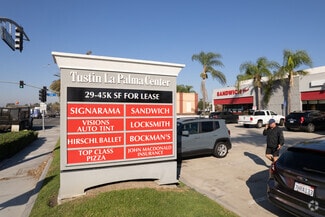 Tustin La Palma Center
29-45K SF FOR LEASE
SIGNARAMA
SANDWICH
VISIONS
AUTO TINT
LOCKSMITH
HIRSCHL BALLET
BOCKMAN'S
TOP CLASS
PIZZA
JOHN MACDONALD
INSURANCE
SANDWICH